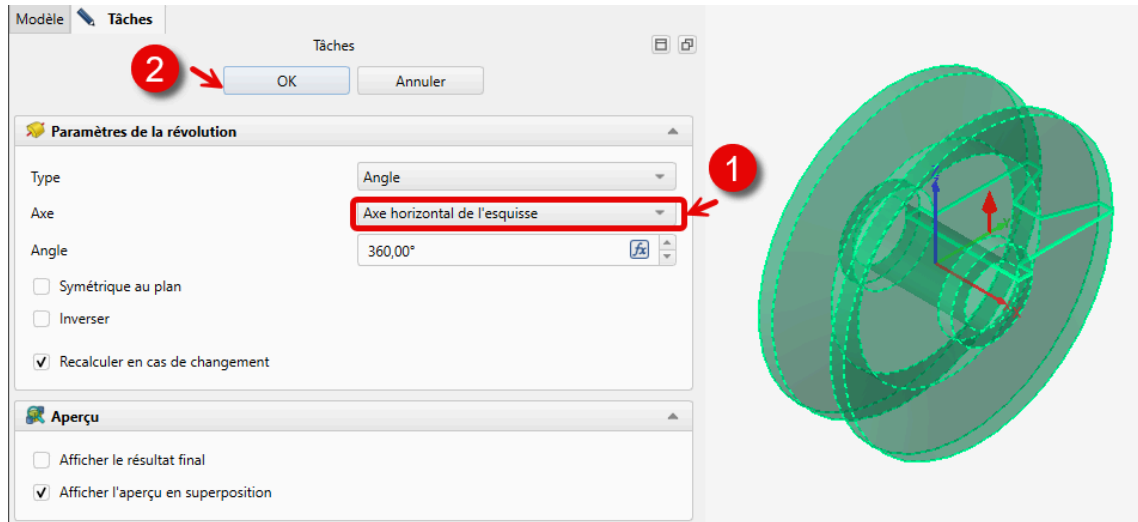 Modèle Tâches
Tâches
2
OK Annuler
Paramètres de la révolution
1
Type Angle
Axe Axe horizontal de l'esquisse
Angle 360,00° fx
Symétrique au plan
Inverser
Recalculer en cas de changement
Aperçu
Afficher le résultat final
Afficher l'aperçu en superposition
Z
X